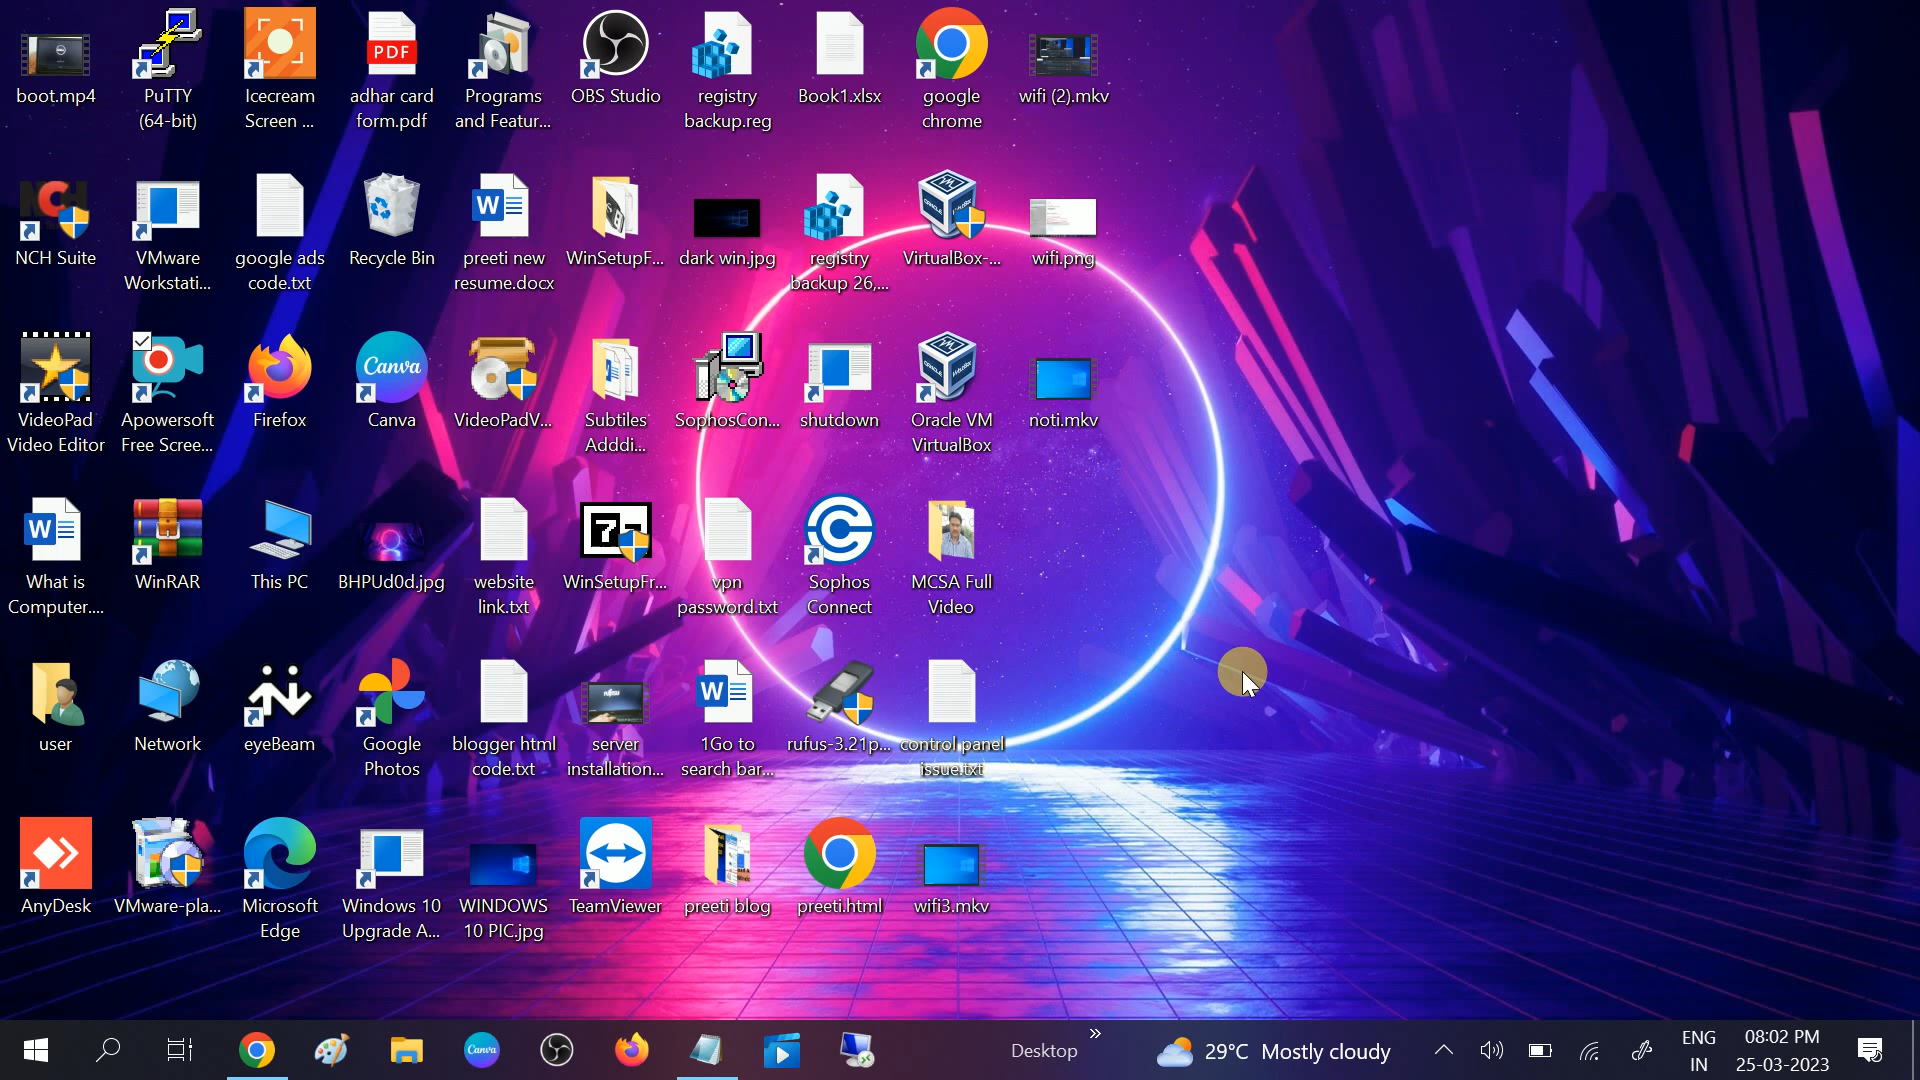 boot.mp4
PuTTY
(64-bit)
Icecream
Screen ...
PDF
adhar card
form.pdf
Programs
and Featur...
OBS Studio
registry
backup.reg
Book1.xlsx
google
chrome
wifi (2).mkv
NCH
NCH Suite
VMware
Workstati...
google ads
code.txt
Recycle Bin
W
preeti new
resume.docx
WinSetupF...
dark win.jpg
registry
backup 26,...
VirtualBox-...
wifi.png
VideoPad
Video Editor
Apowersoft
Free Scree...
Firefox
Canva
Canva
VideoPadV...
Subtiles
Adddi...
SophosCon...
shutdown
Oracle VM
VirtualBox
noti.mkv
W
What is
Computer....
WinRAR
This PC
BHPUd0d.jpg
website
link.txt
WinSetupFr...
vpn
password.txt
Sophos
Connect
MCSA Full
Video
user
Network
eyeBeam
Google
Photos
blogger html
code.txt
server
installation...
W
1Go to
search bar...
rufus-3.21p...
control panel
issue.txt
AnyDesk
VMware-pla...
Microsoft
Edge
Windows 10
Upgrade A...
WINDOWS
10 PIC.jpg
TeamViewer
preeti blog
preeti.html
wifi3.mkv
Canva
Desktop
29°C Mostly cloudy
ENG
IN
08:02 PM
25-03-2023